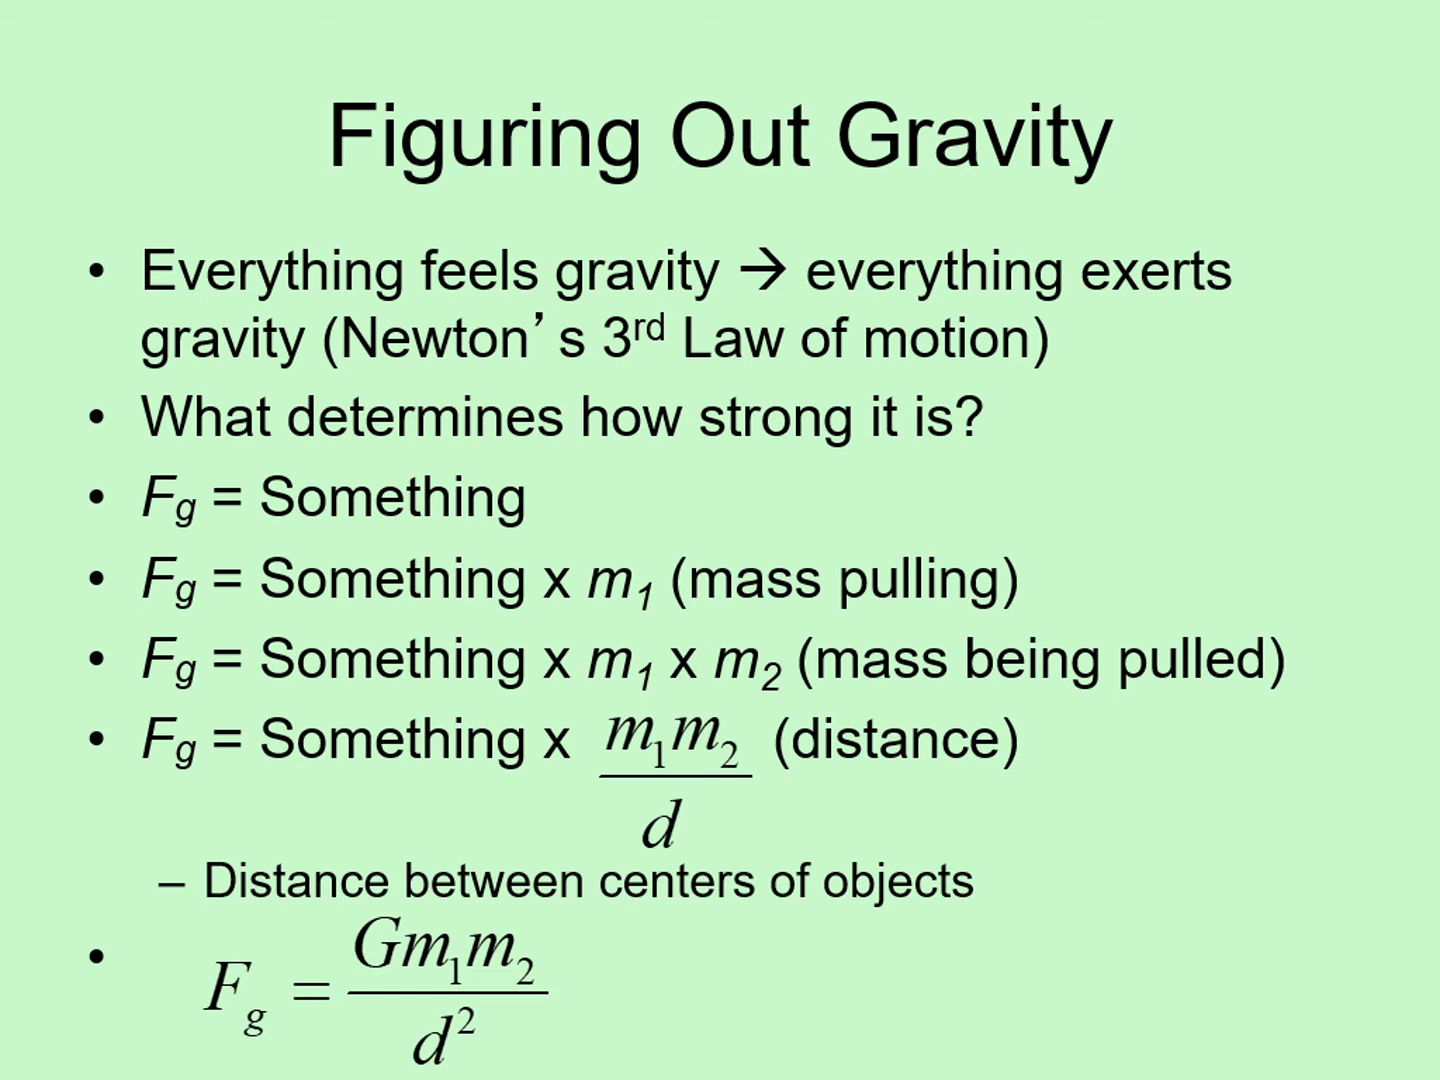 Figuring Out Gravity
• Everything feels gravity → everything exerts
gravity (Newton’s 3rd Law of motion)
• What determines how strong it is?
• Fg = Something
• Fg = Something x m1 (mass pulling)
• Fg = Something x m1 x m2 (mass being pulled)
• Fg = Something x m1m2/d (distance)
– Distance between centers of objects
• Fg = Gm1m2/d²